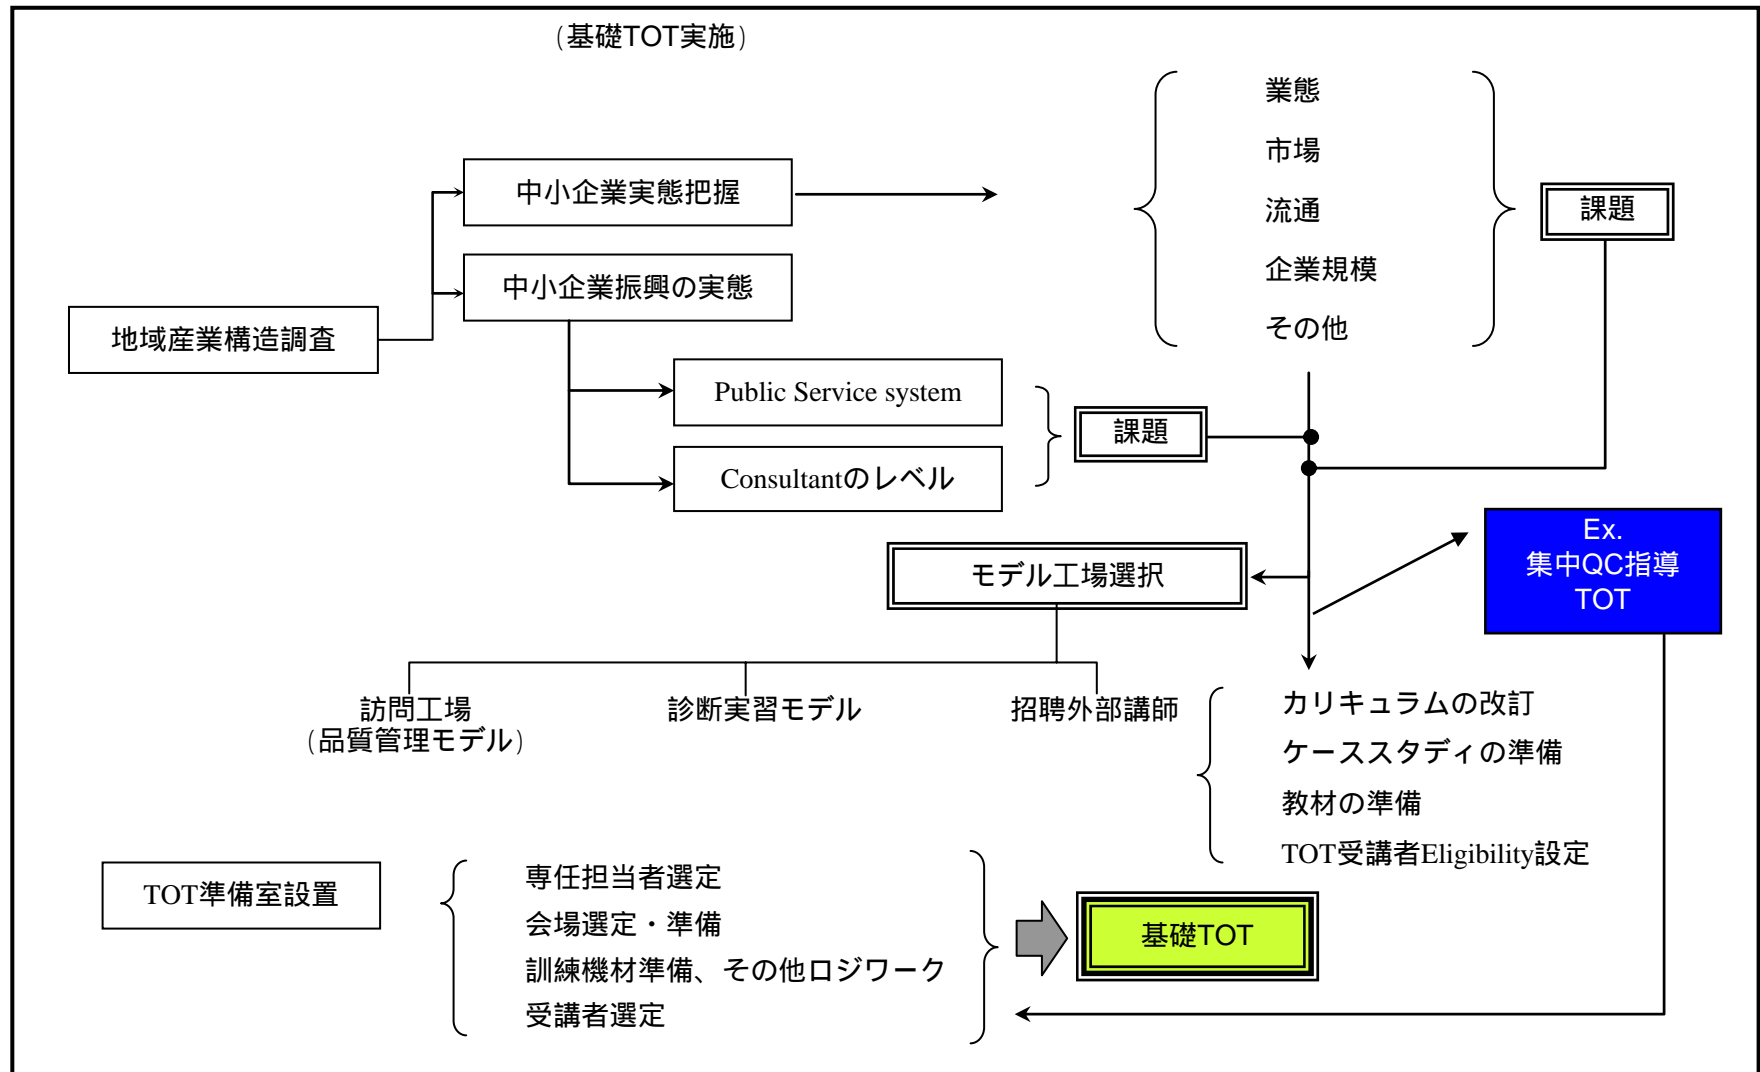 (基礎TOT実施)
業態
市場
流通
企業規模
その他
課題
中小企業実態把握
中小企業振興の実態
地域産業構造調査
Public Service system
Consultantのレベル
課題
モデル工場選択
Ex.
集中QC指導
TOT
訪問工場
(品質管理モデル)
診断実習モデル
招聘外部講師
カリキュラムの改訂
ケーススタディの準備
教材の準備
TOT受講者Eligibility設定
TOT準備室設置
専任担当者選定
会場選定・準備
訓練機材準備、その他ロジワーク
受講者選定
基礎TOT